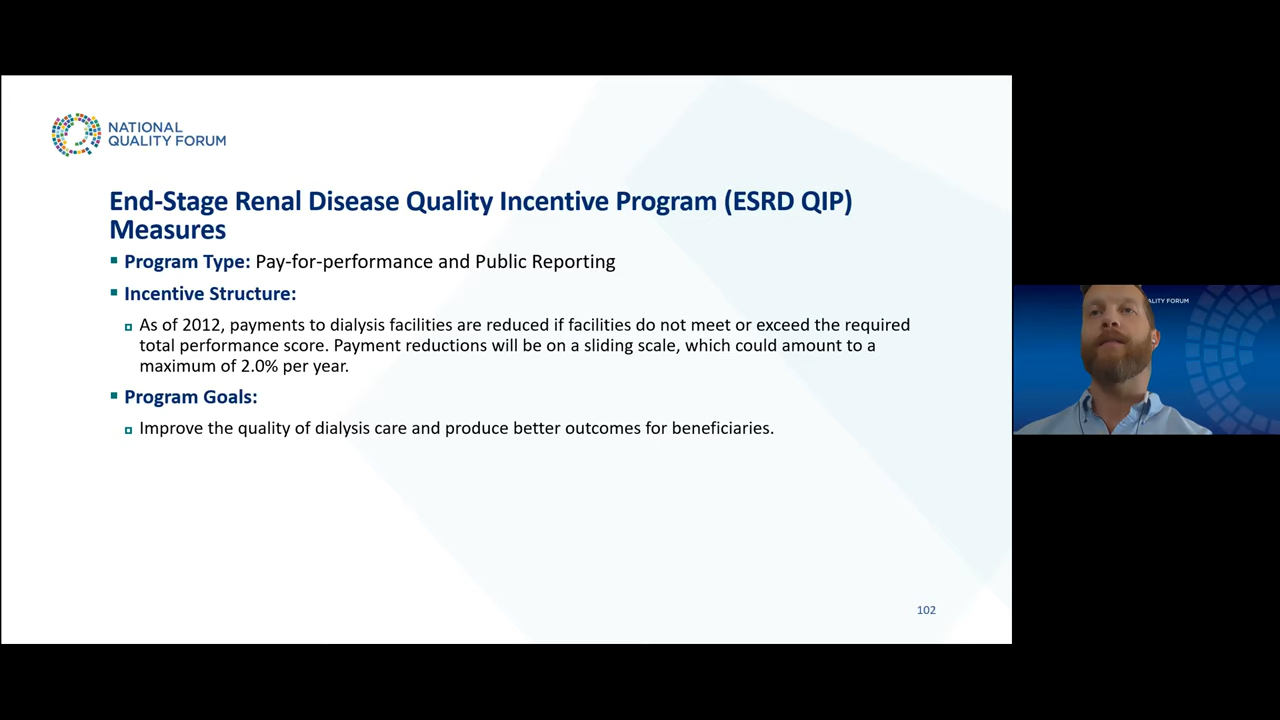 NATIONAL
QUALITY FORUM
End-Stage Renal Disease Quality Incentive Program (ESRD QIP)
Measures
Program Type: Pay-for-performance and Public Reporting
Incentive Structure:
As of 2012, payments to dialysis facilities are reduced if facilities do not meet or exceed the required
total performance score. Payment reductions will be on a sliding scale, which could amount to a
maximum of 2.0% per year.
Program Goals:
Improve the quality of dialysis care and produce better outcomes for beneficiaries.
102
ALITY FORUM